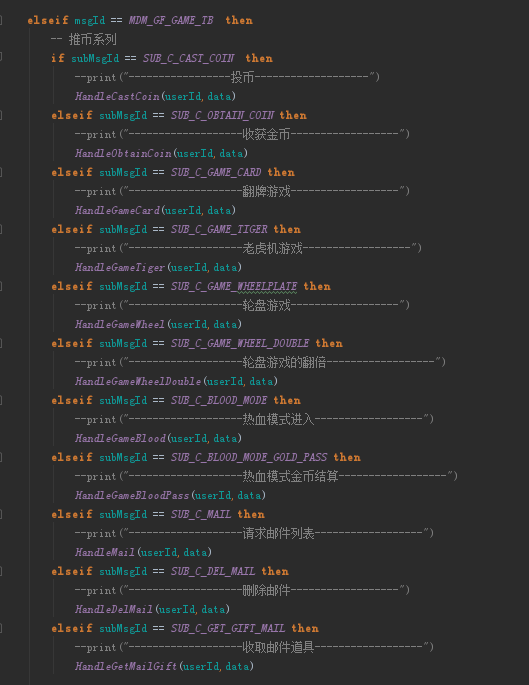 elseif msgId == MDM_GF_GAME_TB  then
-- 推币系列
if subMsgId == SUB_C_CAST_COIN  then
--print("-----------------投币-------------------")
HandleCastCoin(userId,data)
elseif subMsgId == SUB_C_OBTAIN_COIN then
--print("-------------------收获金币------------------")
HandleObtainCoin(userId,data)
elseif subMsgId == SUB_C_GAME_CARD then
--print("-------------------翻牌游戏------------------")
HandleGameCard(userId,data)
elseif subMsgId == SUB_C_GAME_TIGER then
--print("-------------------老虎机游戏------------------")
HandleGameTiger(userId,data)
elseif subMsgId == SUB_C_GAME_WHEELPLATE then
--print("-------------------轮盘游戏------------------")
HandleGameWheel(userId,data)
elseif subMsgId == SUB_C_GAME_WHEEL_DOUBLE then
--print("-------------------轮盘游戏的翻倍------------------")
HandleGameWheelDouble(userId,data)
elseif subMsgId == SUB_C_BLOOD_MODE then
--print("-------------------热血模式进入------------------")
HandleGameBlood(userId,data)
elseif subMsgId == SUB_C_BLOOD_MODE_GOLD_PASS then
--print("-------------------热血模式金币结算------------------")
HandleGameBloodPass(userId,data)
elseif subMsgId == SUB_C_MAIL then
--print("-------------------请求邮件列表------------------")
HandleMail(userId,data)
elseif subMsgId == SUB_C_DEL_MAIL then
--print("-------------------删除邮件------------------")
HandleDelMail(userId,data)
elseif subMsgId == SUB_C_GET_GIFT_MAIL then
--print("-------------------收取邮件道具------------------")
HandleGetMailGift(userId,data)